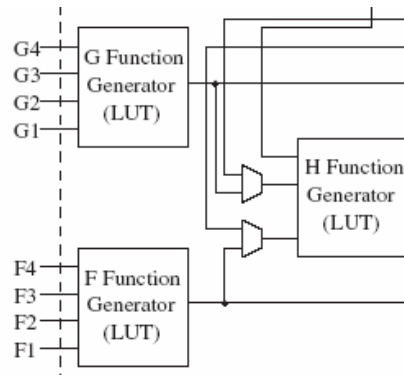 G4
G3
G2
G1
G Function
Generator
(LUT)
H Function
Generator
(LUT)
F4
F3
F2
F1
F Function
Generator
(LUT)